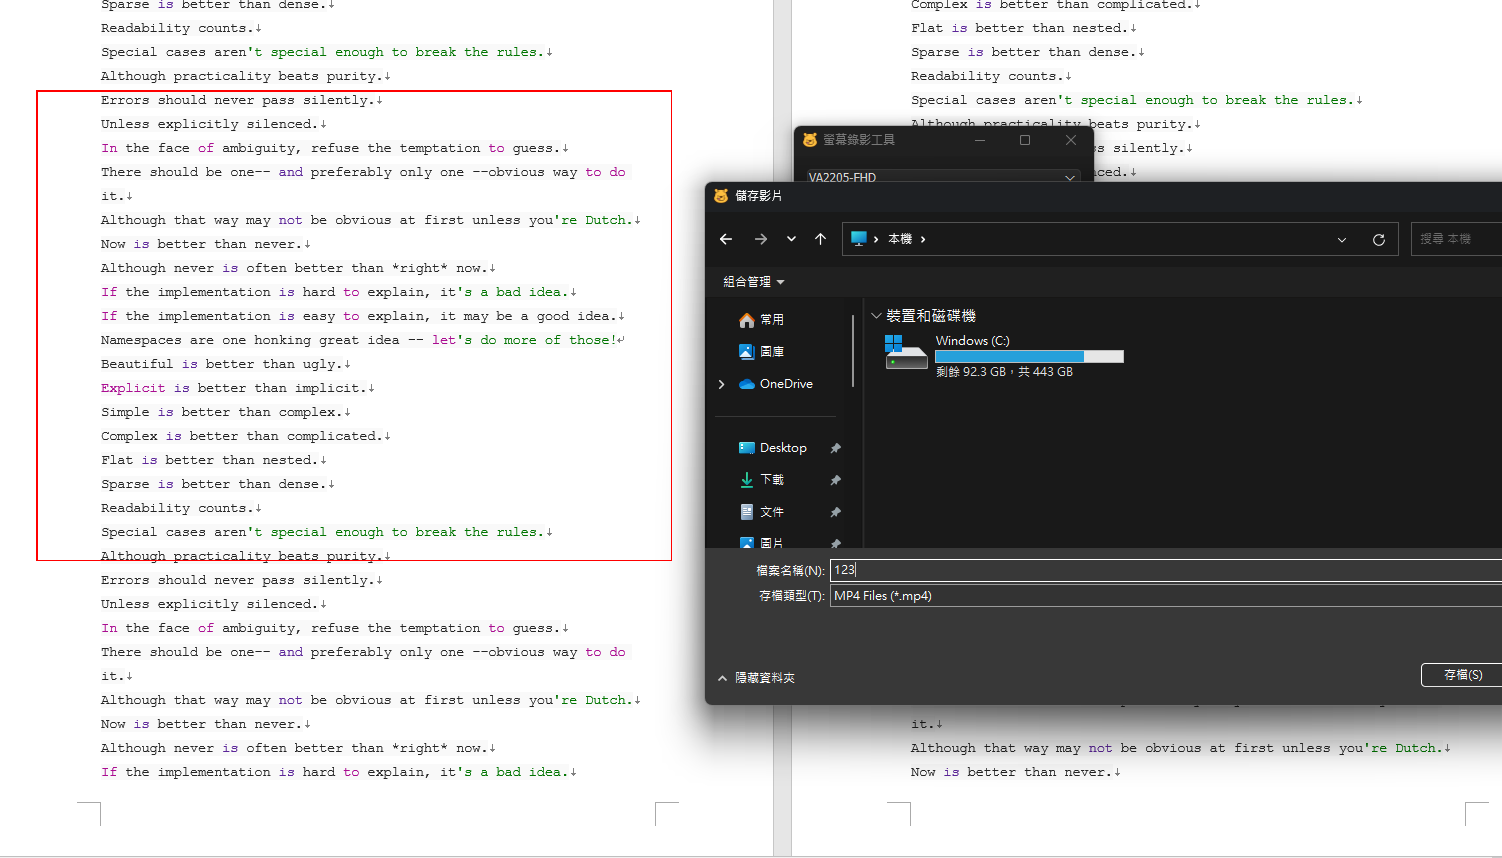 Sparse is better than dense.↓
Readability counts.↓
Special cases aren't special enough to break the rules.↓
Although practicality beats purity.↓
Errors should never pass silently.↓
Unless explicitly silenced.↓
In the face of ambiguity, refuse the temptation to guess.↓
There should be one-- and preferably only one --obvious way to do
it.↓
Although that way may not be obvious at first unless you're Dutch.↓
Now is better than never.↓
Although never is often better than *right* now.↓
If the implementation is hard to explain, it's a bad idea.↓
If the implementation is easy to explain, it may be a good idea.↓
Namespaces are one honking great idea -- let's do more of those!↵
Beautiful is better than ugly.↓
Explicit is better than implicit.↓
Simple is better than complex.↓
Complex is better than complicated.↓
Flat is better than nested.↓
Sparse is better than dense.↓
Readability counts.↓
Special cases aren't special enough to break the rules.↓
Although practicality beats purity.↓
Errors should never pass silently.↓
Unless explicitly silenced.↓
In the face of ambiguity, refuse the temptation to guess.↓
There should be one-- and preferably only one --obvious way to do
it.↓
Although that way may not be obvious at first unless you're Dutch.↓
Now is better than never.↓
Although never is often better than *right* now.↓
If the implementation is hard to explain, it's a bad idea.↓
Complex is better than complicated.↓
Flat is better than nested.↓
Sparse is better than dense.↓
Readability counts.↓
Special cases aren't special enough to break the rules.↓
Although practicality beats purity.↓
螢幕錄影工具
s silently.↓
VA2205-FHD
nced.↓
儲存影片
本機
搜尋 本機
組合管理
常用
圖庫
OneDrive
Desktop
下載
文件
圖片
裝置和磁碟機
Windows (C:)
剩餘 92.3 GB，共 443 GB
檔案名稱(N): 123
存檔類型(T): MP4 Files (*.mp4)
隱藏資料夾
存檔(S)
it.↓
Although that way may not be obvious at first unless you're Dutch.↓
Now is better than never.↓